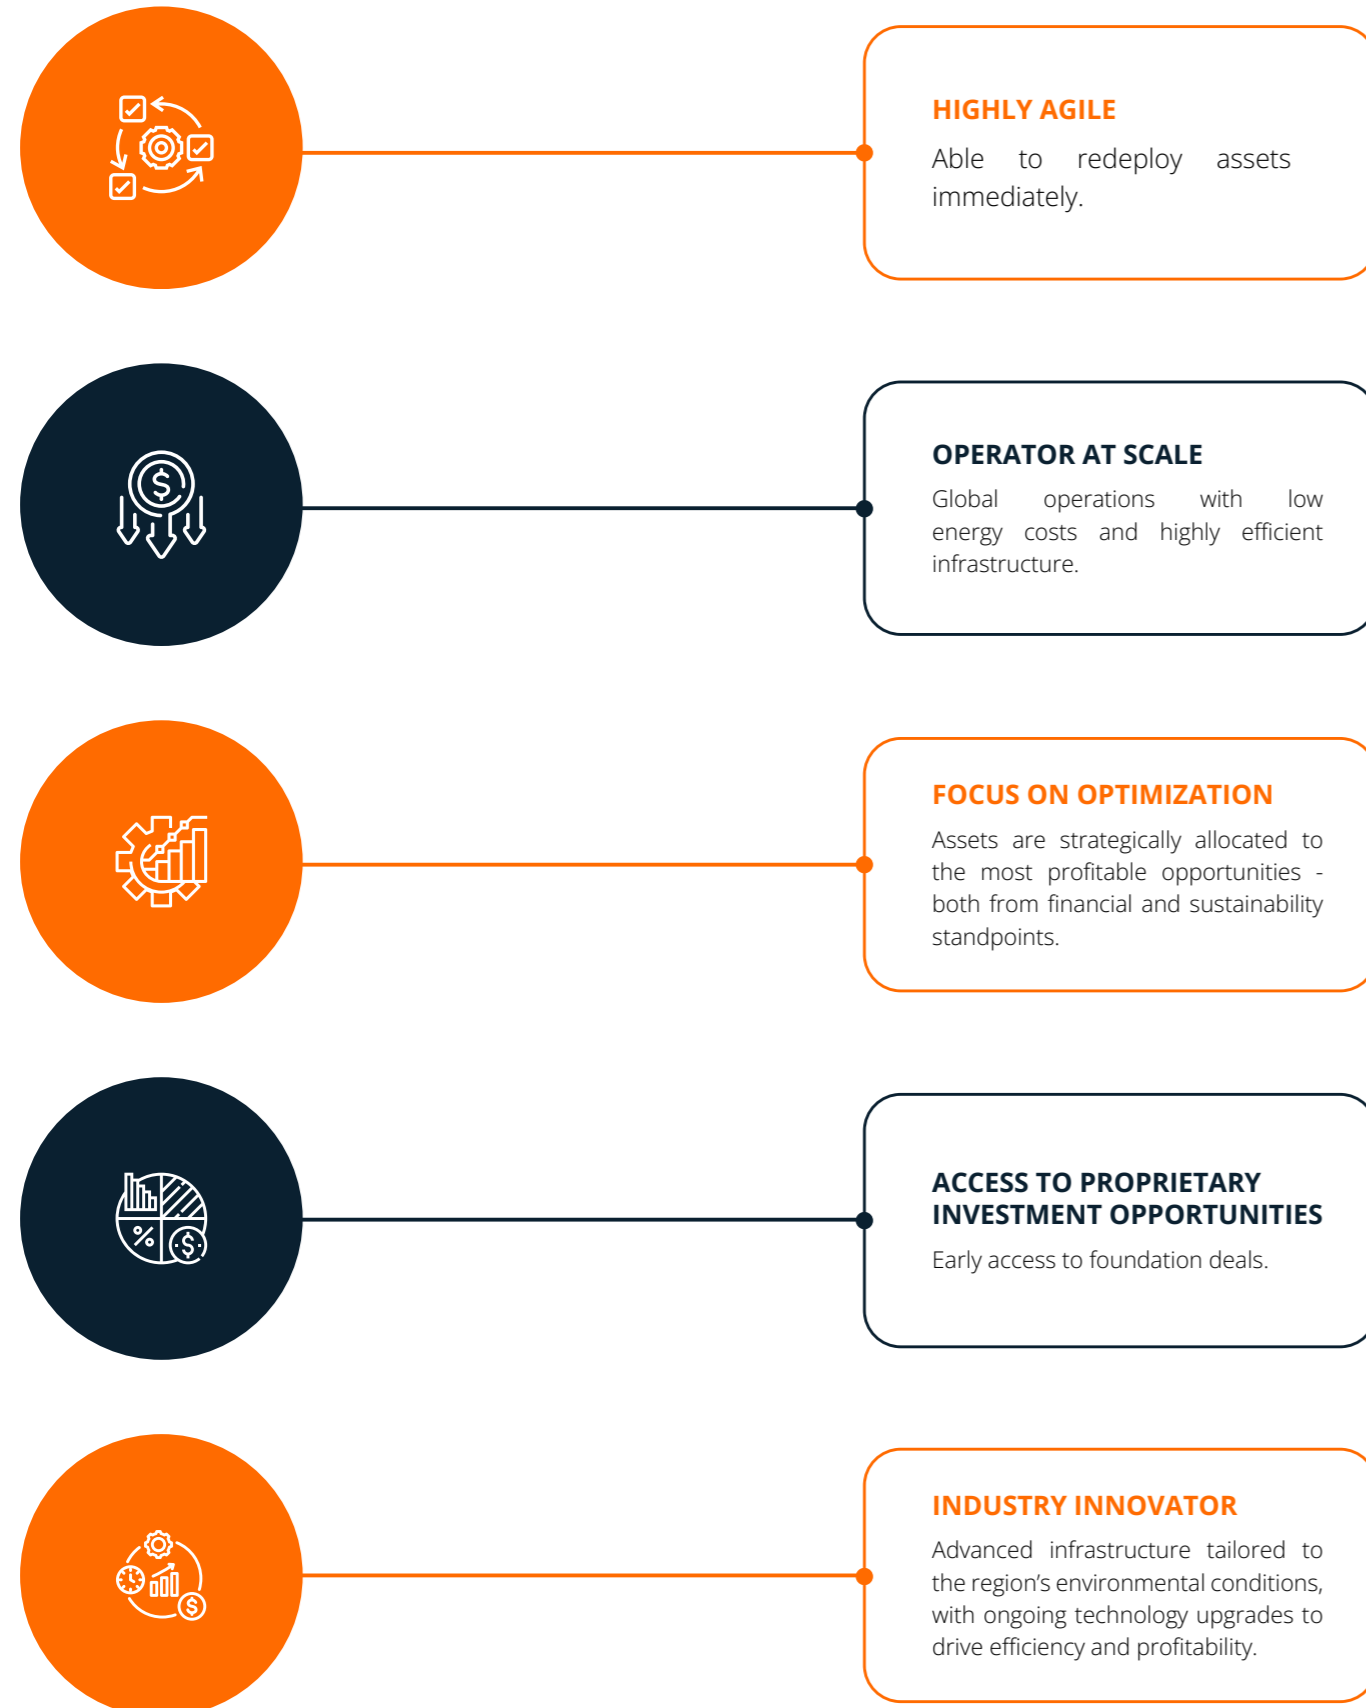 HIGHLY AGILE
Able to redeploy assets
immediately.
OPERATOR AT SCALE
Global operations with low
energy costs and highly efficient
infrastructure.
FOCUS ON OPTIMIZATION
Assets are strategically allocated to
the most profitable opportunities -
both from financial and sustainability
standpoints.
ACCESS TO PROPRIETARY
INVESTMENT OPPORTUNITIES
Early access to foundation deals.
INDUSTRY INNOVATOR
Advanced infrastructure tailored to
the region’s environmental conditions,
with ongoing technology upgrades to
drive efficiency and profitability.